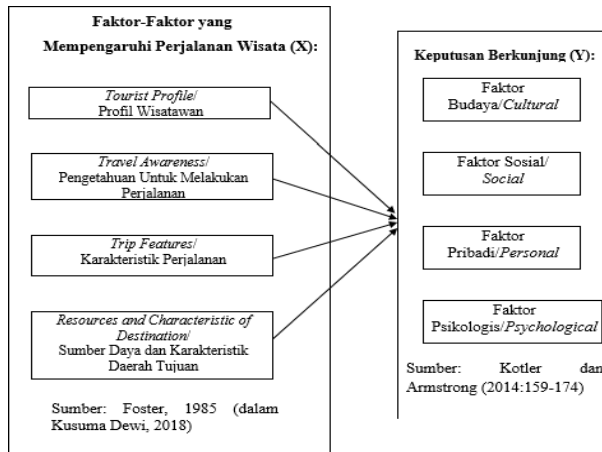 Faktor-Faktor yang
Mempengaruhi Perjalanan Wisata (X):
Tourist Profile/
Profil Wisatawan
Travel Awareness/
Pengetahuan Untuk Melakukan
Perjalanan
Trip Features/
Karakteristik Perjalanan
Resources and Characteristic of
Destination/
Sumber Daya dan Karakteristik
Daerah Tujuan
Sumber: Foster, 1985 (dalam
Kusuma Dewi, 2018)
Keputusan Berkunjung (Y):
Faktor
Budaya/Cultural
Faktor Sosial/
Social
Faktor
Pribadi/Personal
Faktor
Psikologis/Psychological
Sumber: Kotler dan
Armstrong (2014:159-174)